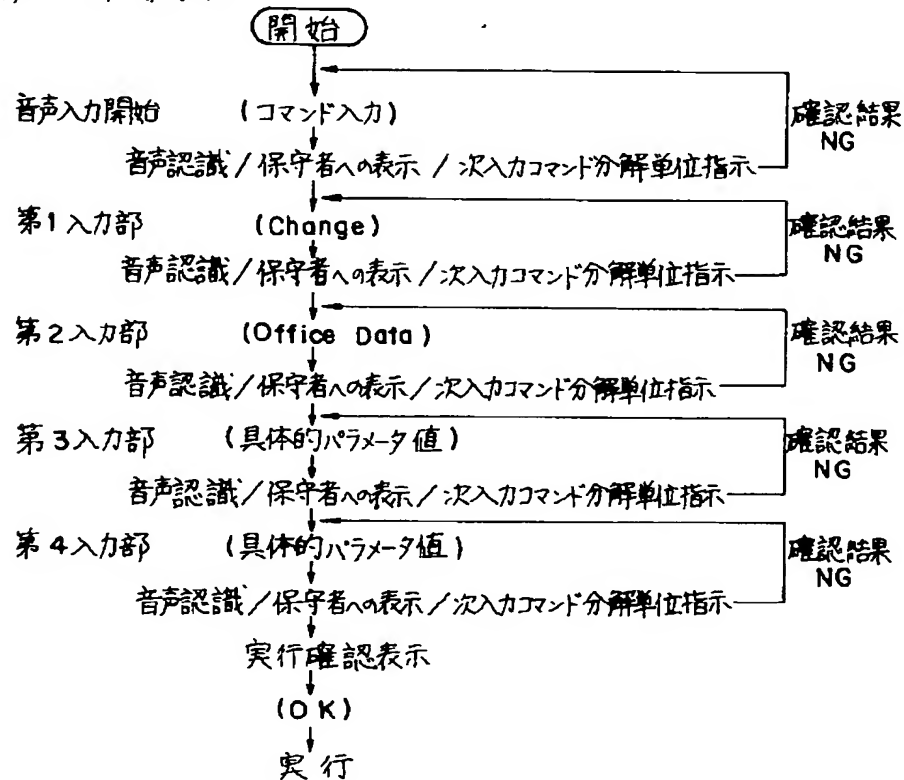 開始
音声入力開始 (コマンド入力) 確認結果
NG
音声認識/保守者への表示/次入力コマンド分解単位指示
第1入力部 (Change) 確認結果
NG
音声認識/保守者への表示/次入力コマンド分解単位指示
第2入力部 (Office Data) 確認結果
NG
音声認識/保守者への表示/次入力コマンド分解単位指示
第3入力部 (具体的パラメータ値) 確認結果
NG
音声認識/保守者への表示/次入力コマンド分解単位指示
第4入力部 (具体的パラメータ値) 確認結果
NG
音声認識/保守者への表示/次入力コマンド分解単位指示
実行確認表示
(OK)
実行